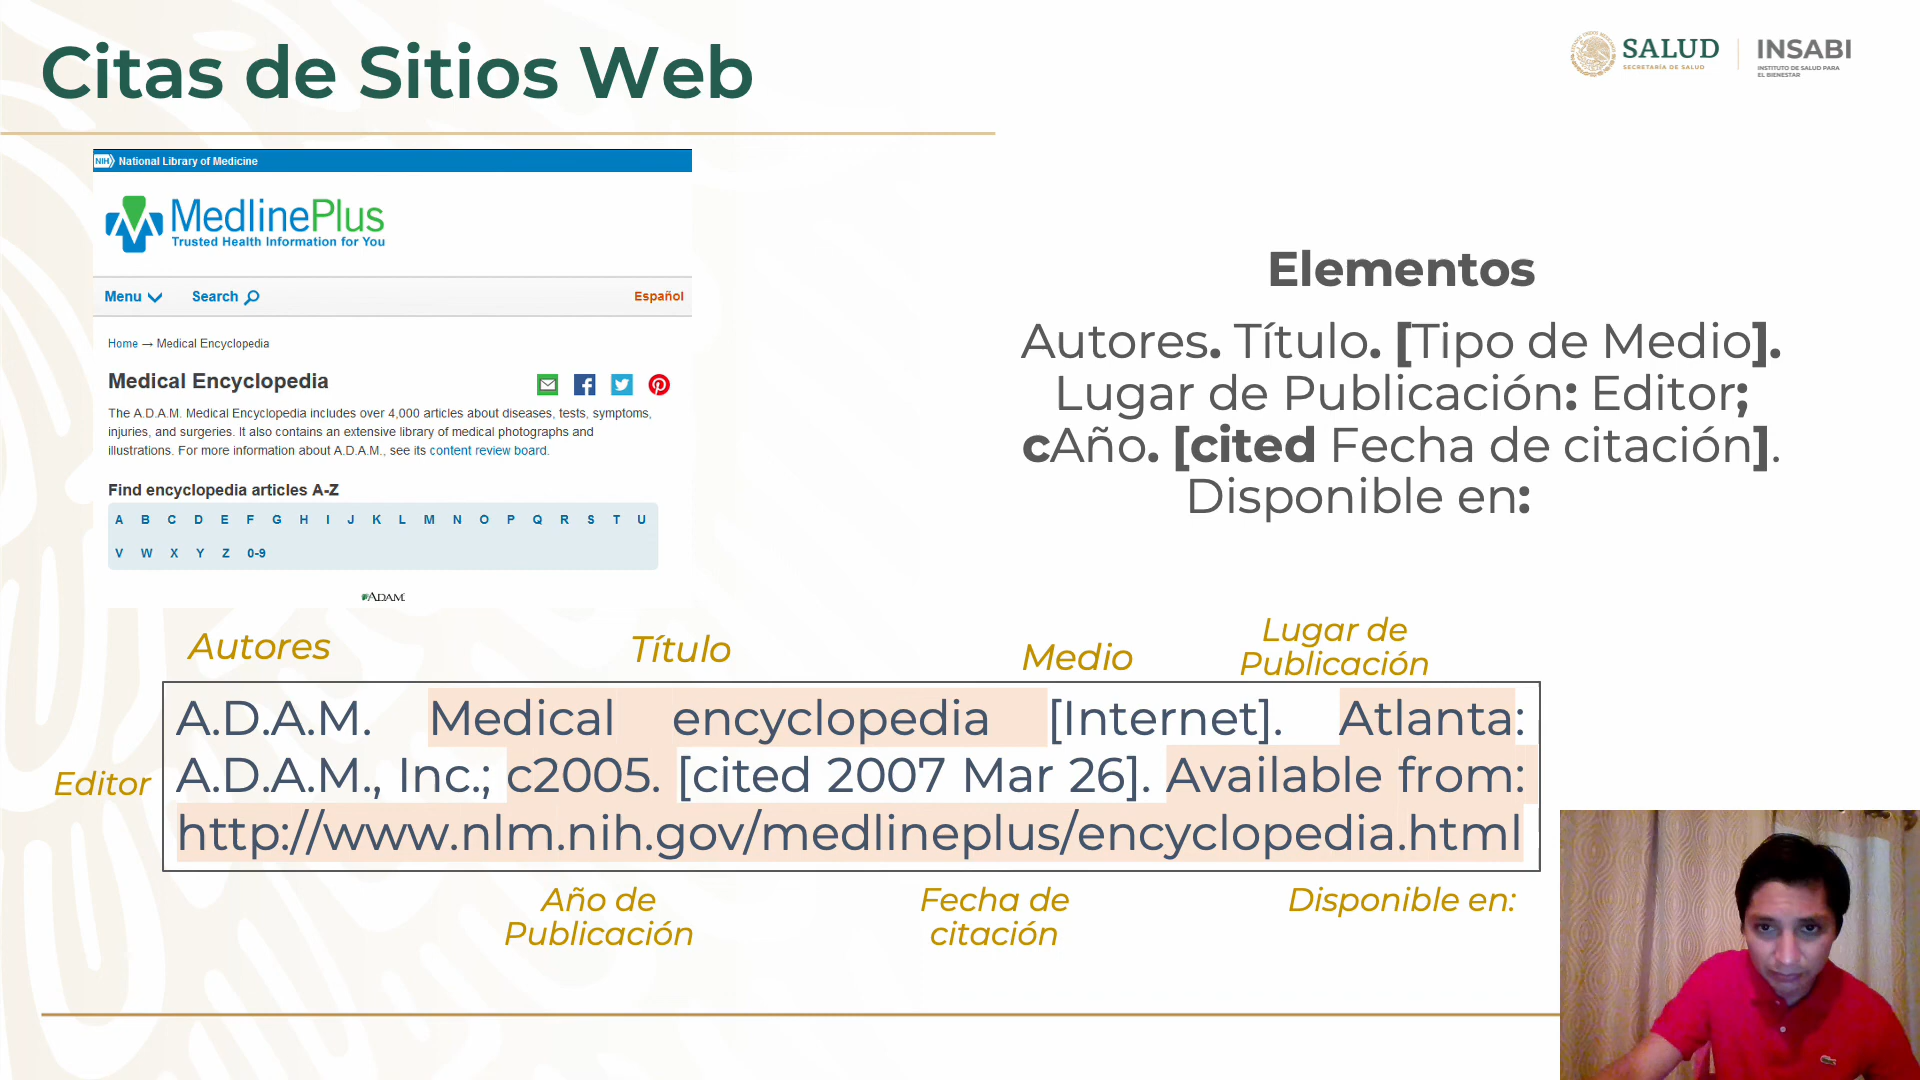 Citas de Sitios Web
SALUD
SECRETARÍA DE SALUD
INSABI
INSTITUTO DE SALUD PARA
EL BIENESTAR
NIH National Library of Medicine
MedlinePlus
Trusted Health Information for You
Menu Search Español
Home → Medical Encyclopedia
Medical Encyclopedia
The A.D.A.M. Medical Encyclopedia includes over 4,000 articles about diseases, tests, symptoms,
injuries, and surgeries. It also contains an extensive library of medical photographs and
illustrations. For more information about A.D.A.M., see its content review board.
Find encyclopedia articles A-Z
A B C D E F G H I J K L M N O P Q R S T U
V W X Y Z 0-9
ADAM
Elementos
Autores. Título. [Tipo de Medio].
Lugar de Publicación: Editor;
cAño. [cited Fecha de citación].
Disponible en:
Autores Título Medio Lugar de
Publicación
A.D.A.M. Medical encyclopedia [Internet]. Atlanta:
Editor
A.D.A.M., Inc.; c2005. [cited 2007 Mar 26]. Available from:
http://www.nlm.nih.gov/medlineplus/encyclopedia.html
Año de
Publicación
Fecha de
citación
Disponible en: